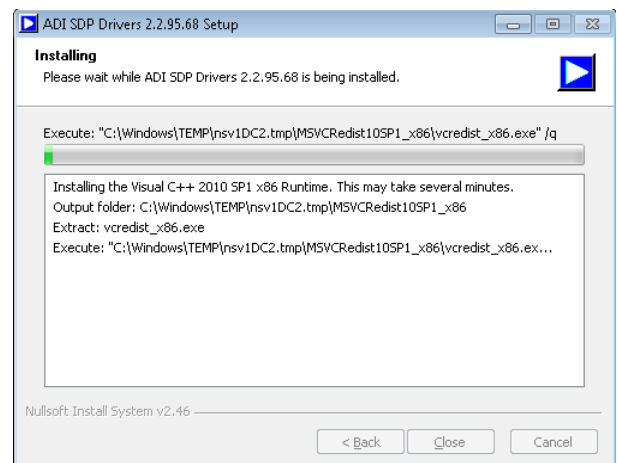 ADI SDP Drivers 2.2.95.68 Setup
Installing
Please wait while ADI SDP Drivers 2.2.95.68 is being installed.
Execute: "C:\Windows\TEMP\nsv1DC2.tmp\MSVCRedist10SP1_x86\vcredist_x86.exe" /q
Installing the Visual C++ 2010 SP1 x86 Runtime. This may take several minutes.
Output folder: C:\Windows\TEMP\nsv1DC2.tmp\MSVCRedist10SP1_x86
Extract: vcredist_x86.exe
Execute: "C:\Windows\TEMP\nsv1DC2.tmp\MSVCRedist10SP1_x86\vcredist_x86.ex...
Nullsoft Install System v2.46
< Back Close Cancel